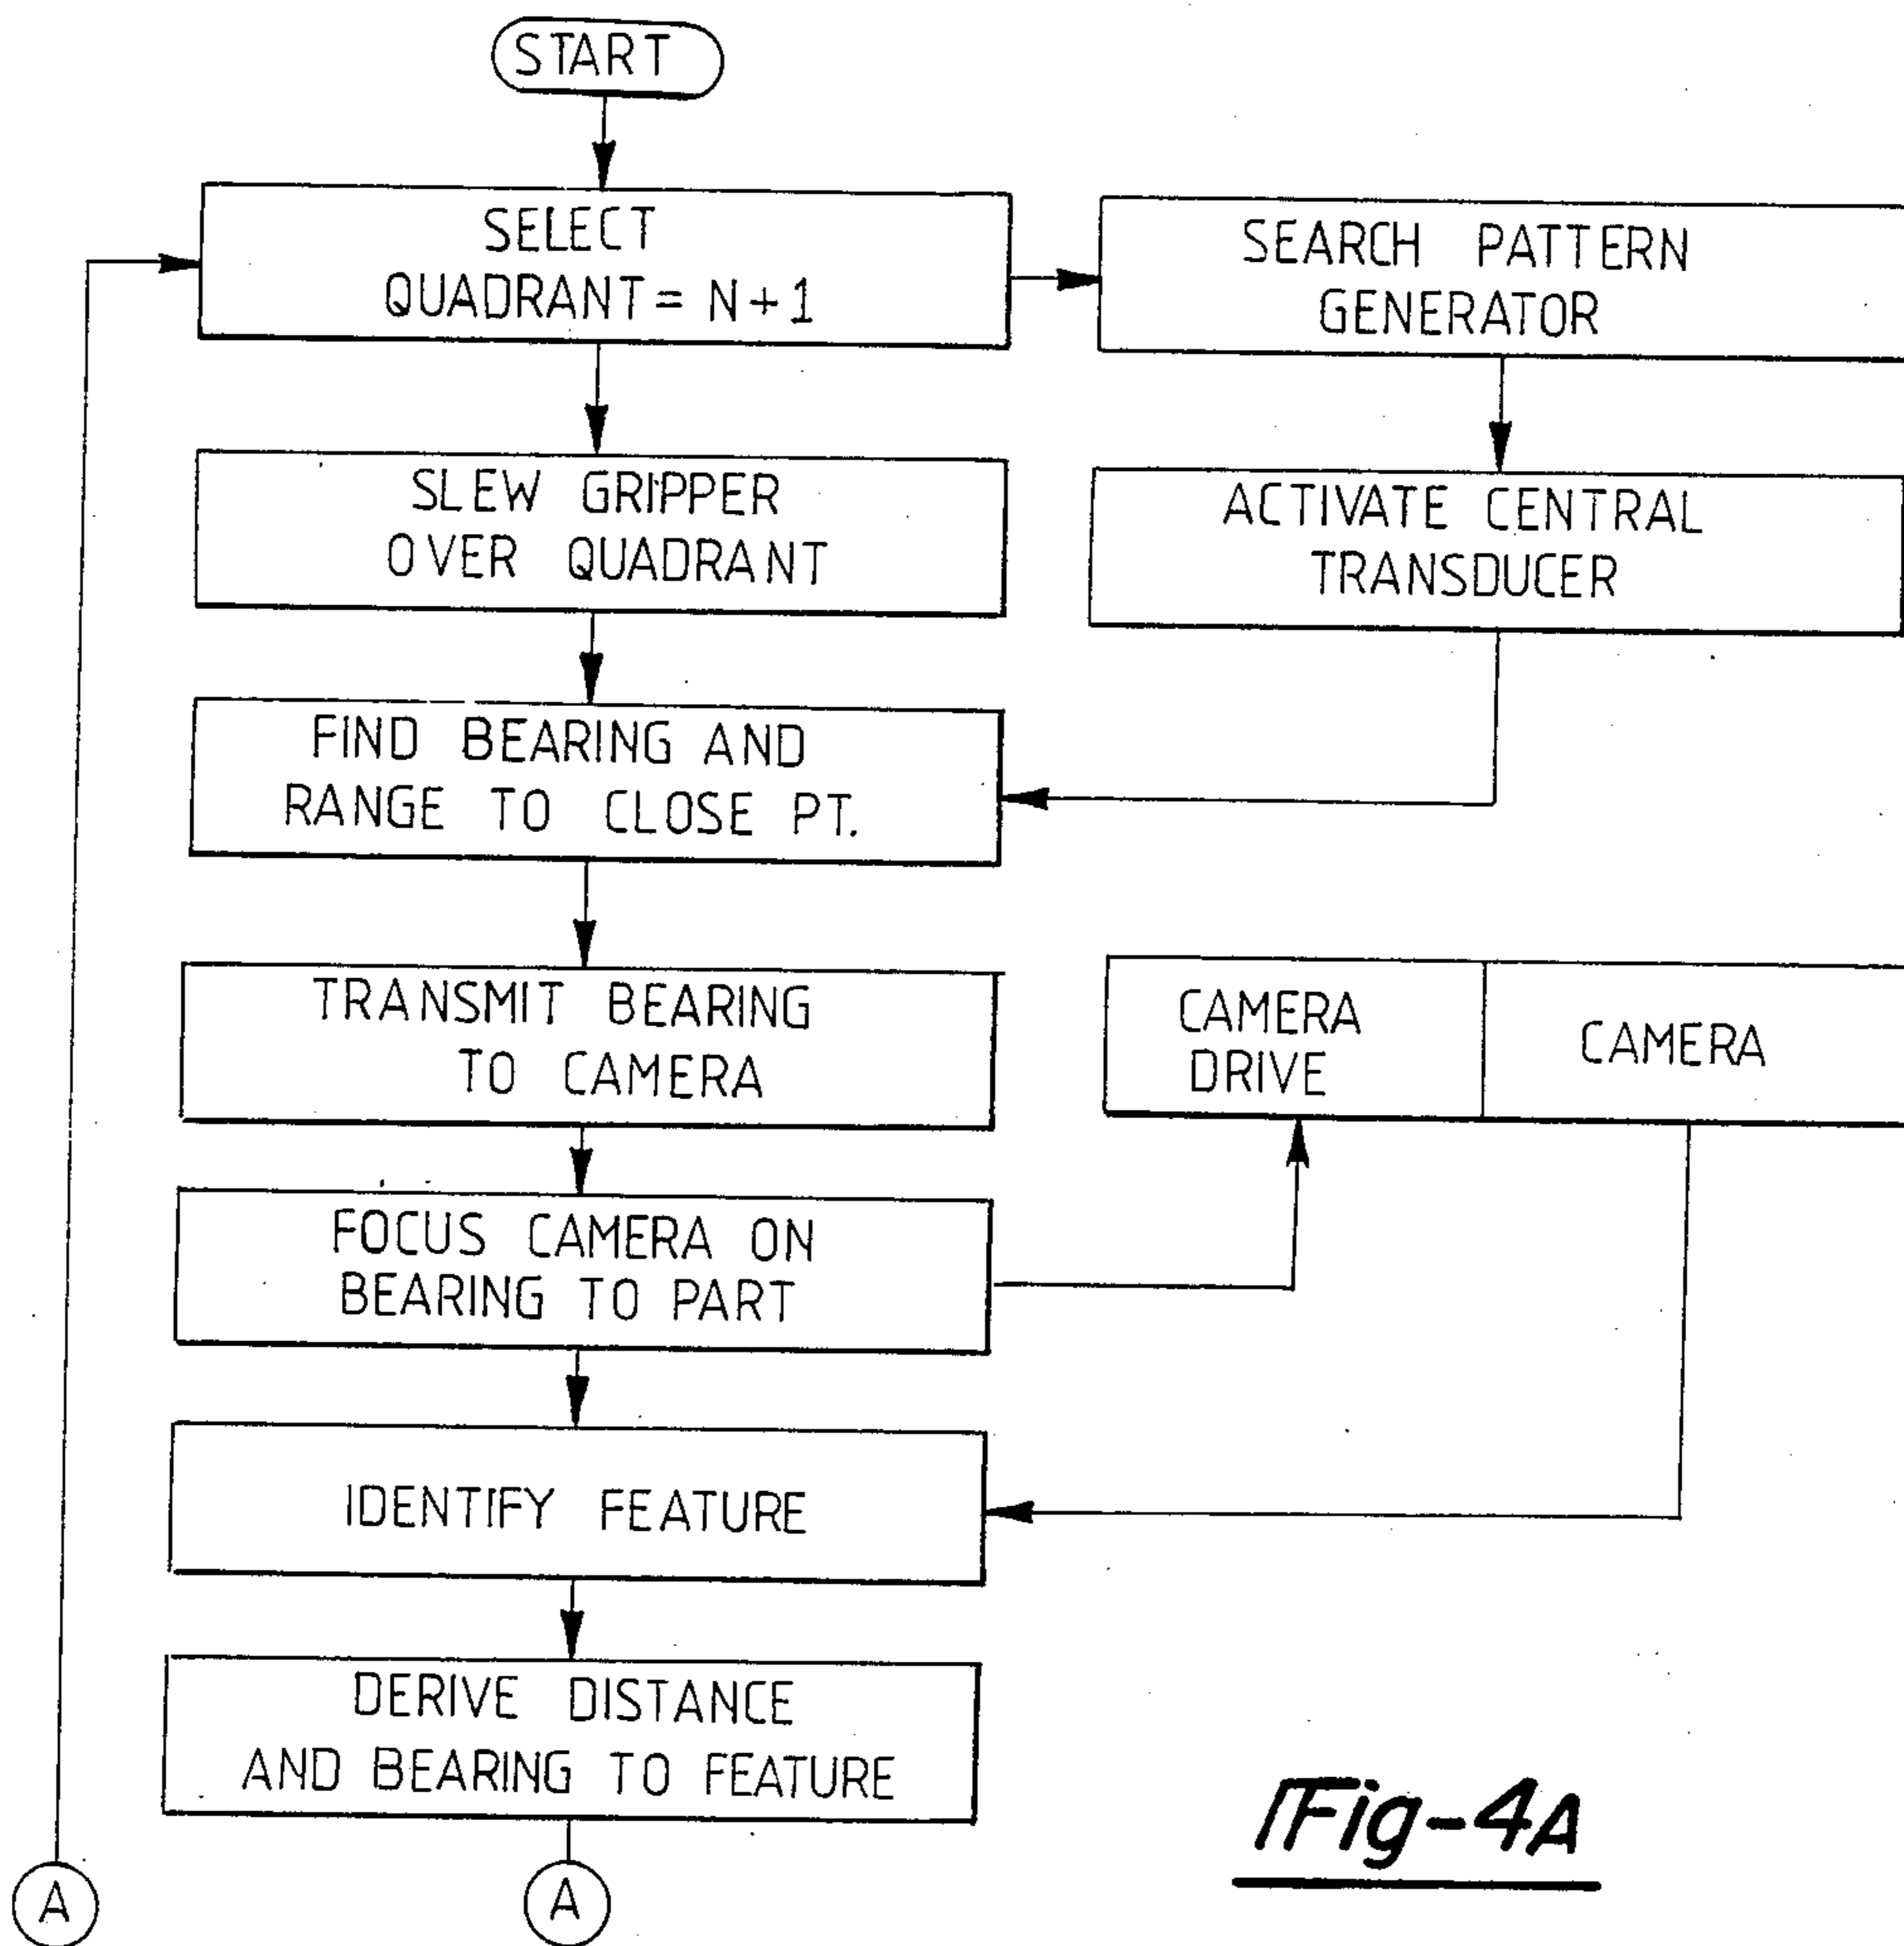 START
SELECT
QUADRANT = N+1
SEARCH PATTERN
GENERATOR
SLEW GRIPPER
OVER QUADRANT
ACTIVATE CENTRAL
TRANSDUCER
FIND BEARING AND
RANGE TO CLOSE PT.
TRANSMIT BEARING
TO CAMERA
CAMERA
DRIVE
CAMERA
FOCUS CAMERA ON
BEARING TO PART
IDENTIFY FEATURE
DERIVE DISTANCE
AND BEARING TO FEATURE
A
A
Fig-4A